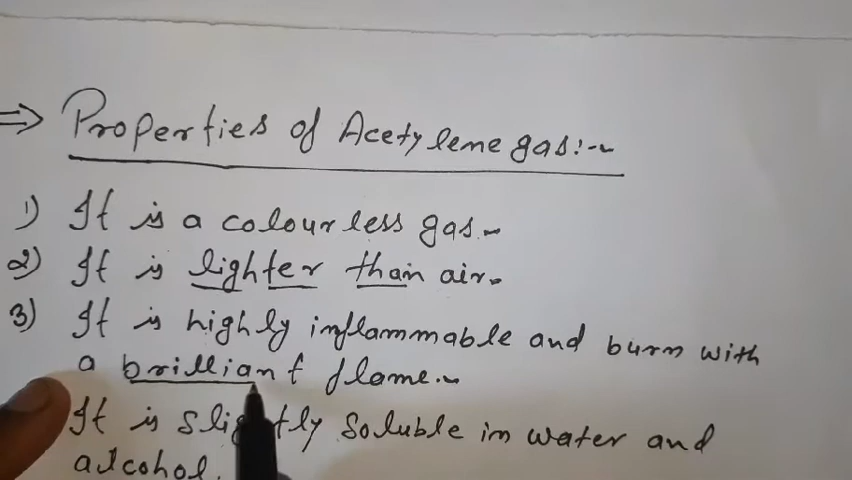 ⇒ Properties of Acetylene gas:-
1) It is a colourless gas.
2) It is lighter than air.
3) It is highly inflammable and burn with
a brilliant flame.
It is slightly soluble in water and
alcohol.